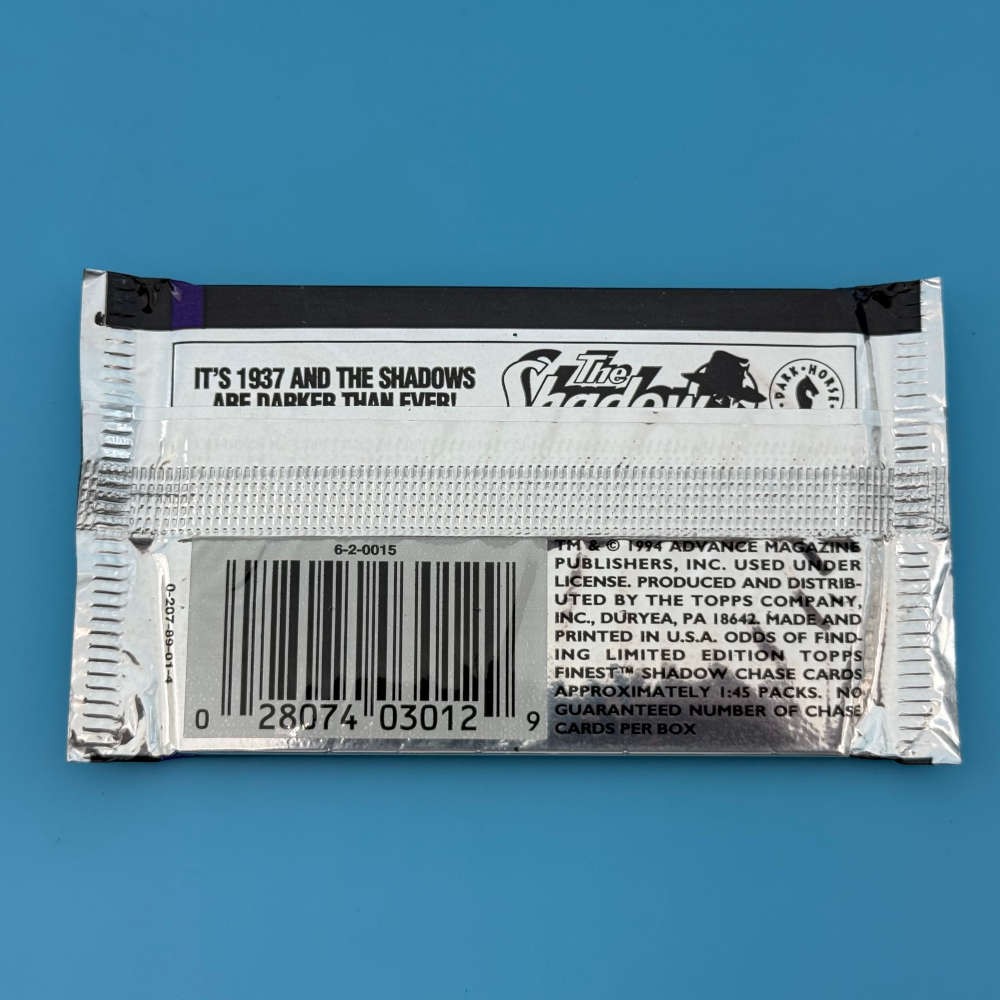 IT'S 1937 AND THE SHADOWS
ARE DARKER THAN EVER!
The
Shadow
DARK · HORSE
6-2-0015
0-207-89-01-4
0 28074 03012 9
TM & © 1994 ADVANCE MAGAZINE
PUBLISHERS, INC. USED UNDER
LICENSE. PRODUCED AND DISTRIB-
UTED BY THE TOPPS COMPANY,
INC., DURYEA, PA 18642. MADE AND
PRINTED IN U.S.A. ODDS OF FIND-
ING LIMITED EDITION TOPPS
FINEST™ SHADOW CHASE CARDS
APPROXIMATELY 1:45 PACKS. NO
GUARANTEED NUMBER OF CHASE
CARDS PER BOX